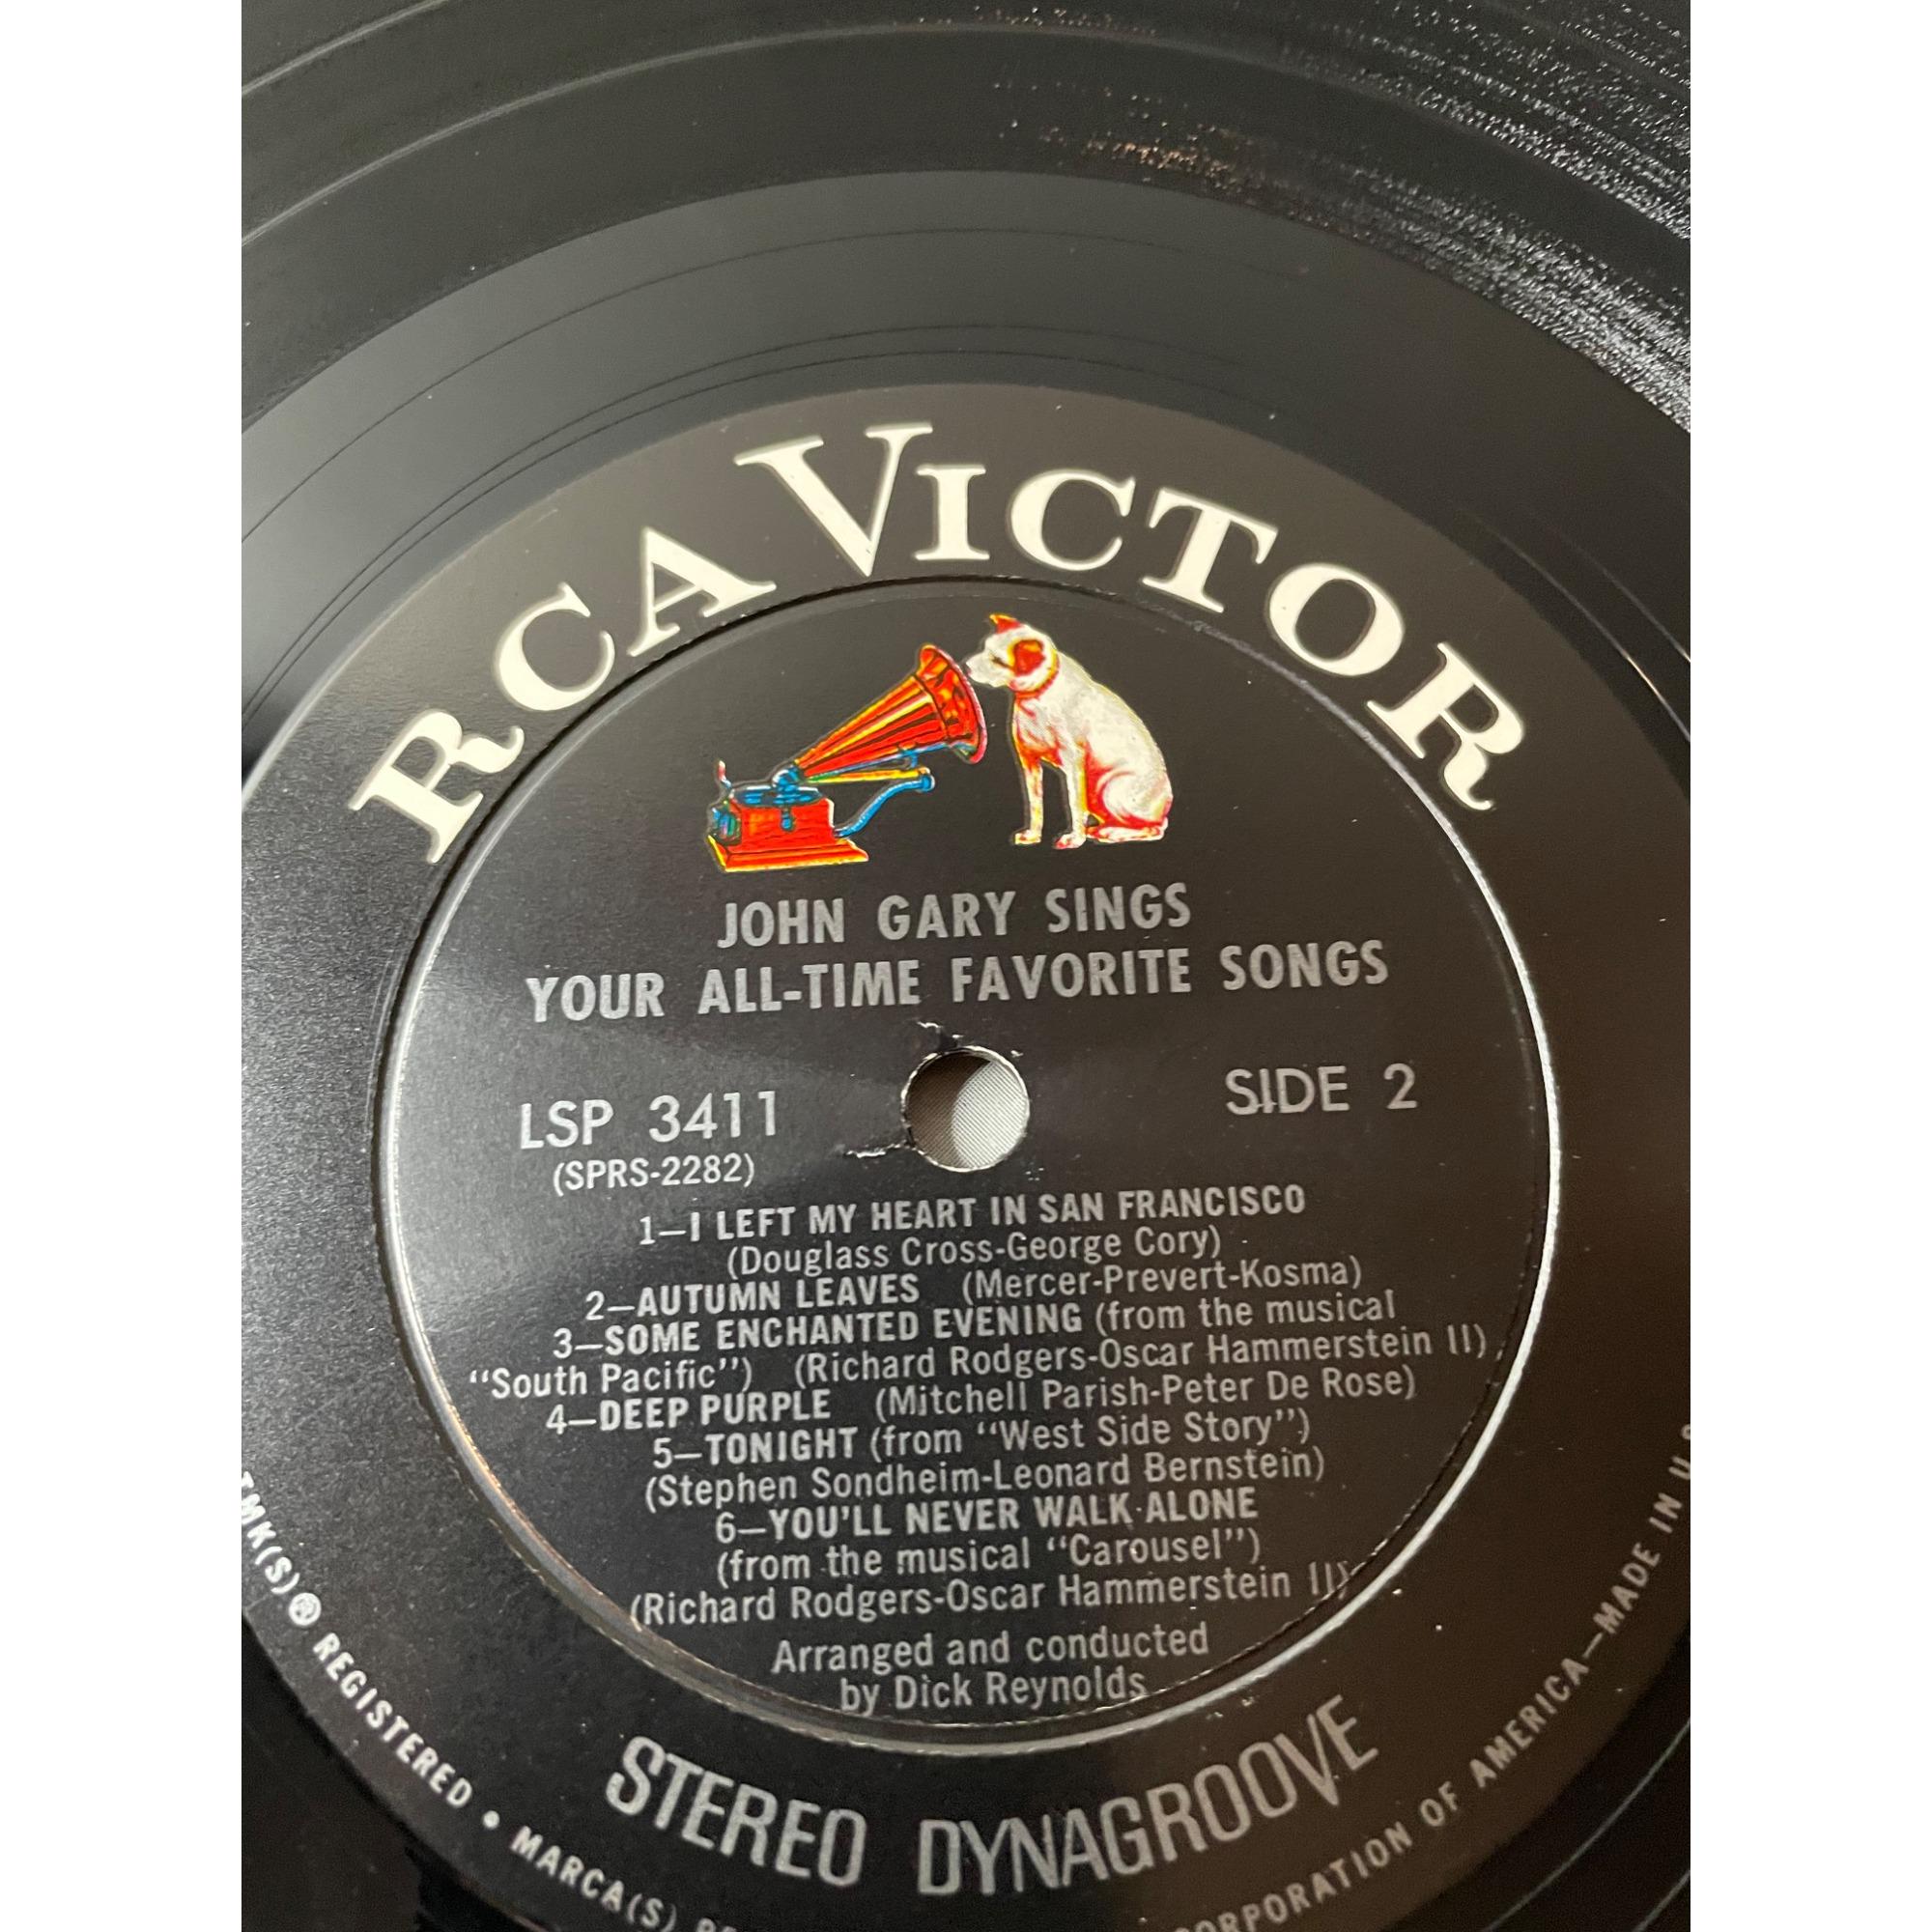 RCA VICTOR
JOHN GARY SINGS
YOUR ALL-TIME FAVORITE SONGS
LSP 3411
SIDE 2
(SPRS-2282)
1—I LEFT MY HEART IN SAN FRANCISCO
(Douglass Cross-George Cory)
2—AUTUMN LEAVES (Mercer-Prevert-Kosma)
3—SOME ENCHANTED EVENING (from the musical
“South Pacific”) (Richard Rodgers-Oscar Hammerstein II)
4—DEEP PURPLE (Mitchell Parish-Peter De Rose)
5—TONIGHT (from “West Side Story”)
(Stephen Sondheim-Leonard Bernstein)
6—YOU'LL NEVER WALK ALONE
(from the musical “Carousel”)
(Richard Rodgers-Oscar Hammerstein II)
Arranged and conducted
by Dick Reynolds
STEREO DYNAGROOVE
TMK(S) ® REGISTERED • MARCA(S)
CORPORATION OF AMERICA—MADE IN